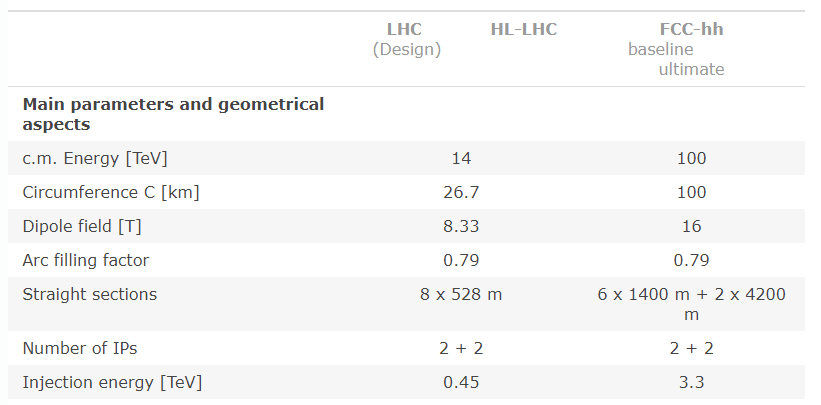 LHC HL-LHC FCC-hh
(Design) baseline
ultimate
Main parameters and geometrical
aspects
c.m. Energy [TeV] 14 100
Circumference C [km] 26.7 100
Dipole field [T] 8.33 16
Arc filling factor 0.79 0.79
Straight sections 8 x 528 m 6 x 1400 m + 2 x 4200
m
Number of IPs 2 + 2 2 + 2
Injection energy [TeV] 0.45 3.3